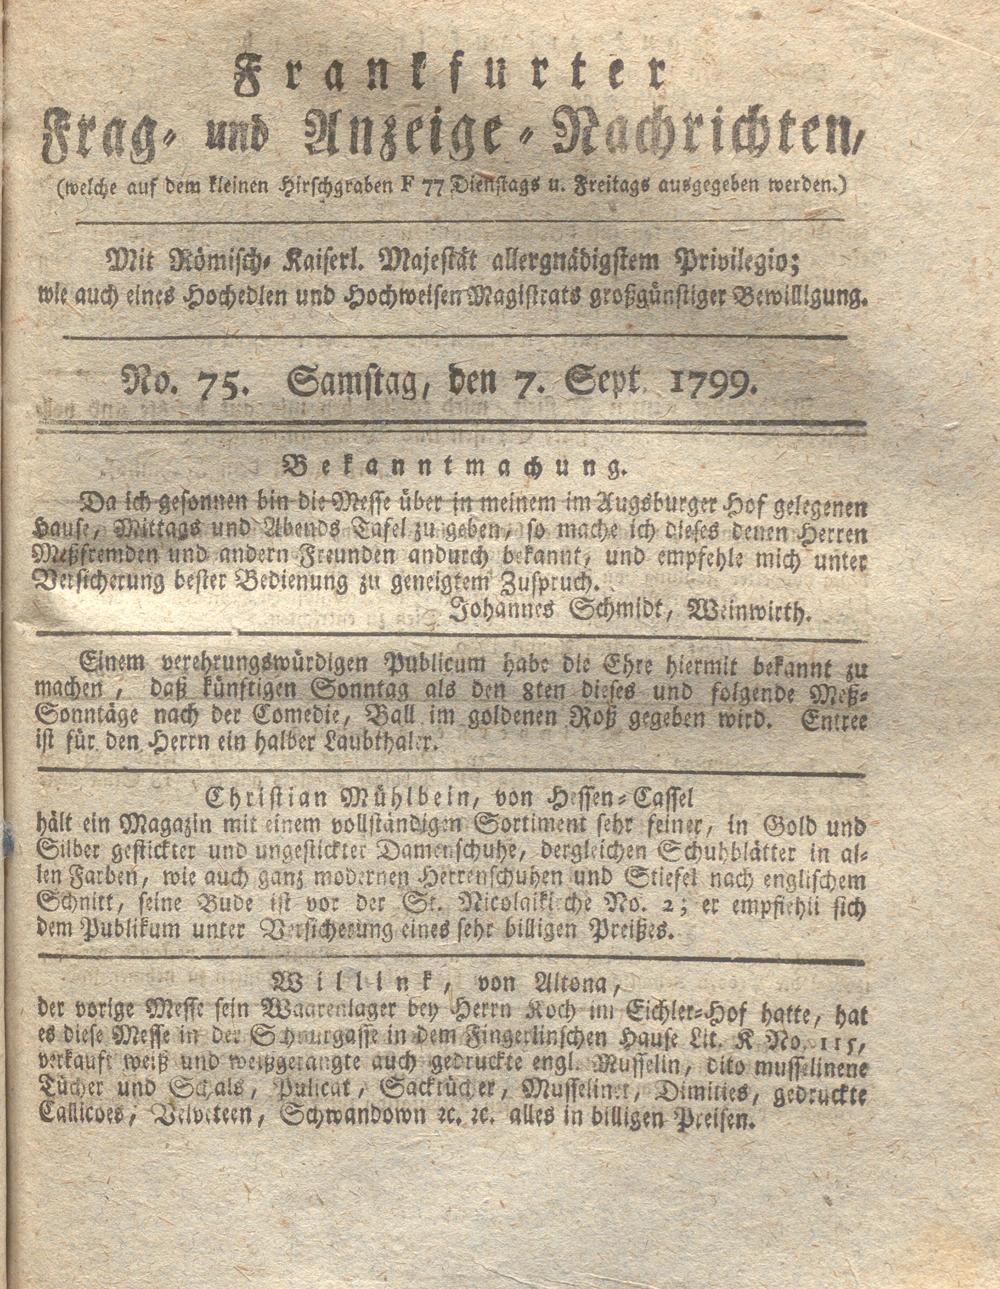 Frankfurter
Frag- und Anzeige-Nachrichten,
(welche auf dem kleinen Hirschgraben F 77 Dienstags u. Freitags ausgegeben werden.)
Mit Römisch-Kaiserl. Majestät allergnädigstem Privilegio;
wie auch eines Hochedlen und Hochweisen Magistrats großgünstiger Bewilligung.
No. 75. Samstag, den 7. Sept. 1799.
Bekanntmachung.
Da ich gesonnen bin die Messe über in meinem im Augsburger Hof gelegenen
Hause, Mittags und Abends Tafel zu geben, so mache ich dieses denen Herren
Meßfremden und andern Freunden andurch bekannt, und empfehle mich unter
Versicherung bester Bedienung zu geneigtem Zuspruch.
Johannes Schmidt, Weinwirth.
Einem verehrungswürdigen Publicum habe die Ehre hiermit bekannt zu
machen, daß künftigen Sonntag als den 8ten dieses und folgende Meß-
Sonntäge nach der Comedie, Ball im goldenen Roß gegeben wird. Entree
ist für den Herrn ein halber Laubthaler.
Christian Mühlbein, von Hessen-Cassel
hält ein Magazin mit einem vollständigen Sortiment sehr feiner, in Gold und
Silber gestickter und ungestickter Damenschuhe, dergleichen Schuhblätter in al-
len Farben, wie auch ganz modernen Herrenschuhen und Stiefel nach englischem
Schnitt, seine Bude ist vor der St. Nicolaikirche No. 2; er empfiehlt sich
dem Publikum unter Versicherung eines sehr billigen Preißes.
Willink, von Altona,
der vorige Messe sein Waarenlager bey Herrn Koch im Eichler-Hof hatte, hat
es diese Messe in der Schnurgasse in dem Fingerlinschen Hause Lit. K. No. 115,
verkauft weiß und weißgerangte auch gedruckte engl. Musselin, dito musselinene
Tücher und Schals, Pulicat, Sacktücher, Musselinet, Dimities, gedruckte
Callicoes, Velveteen, Schwandown ꝛc. ꝛc. alles in billigen Preisen.